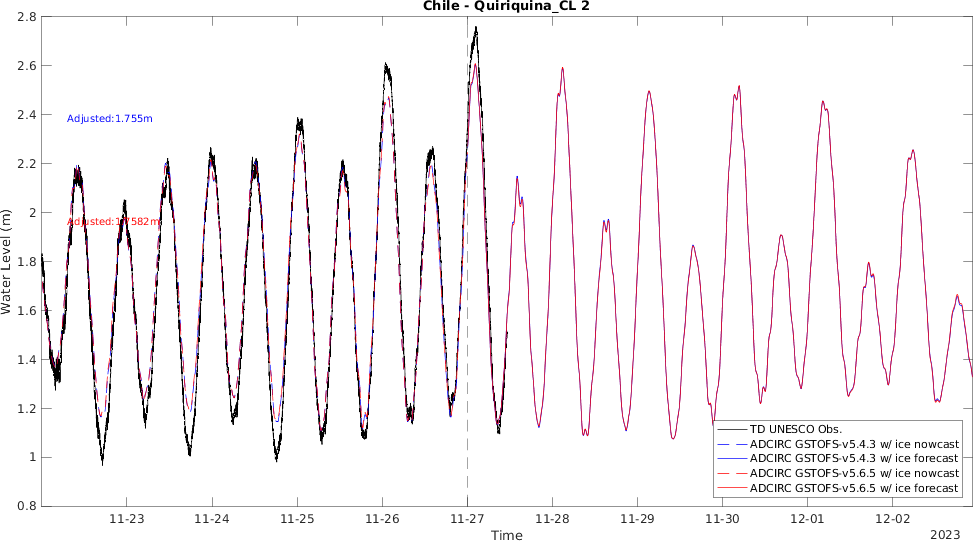 Chile - Quiriquina_CL 2
2.8
2.6
2.4
2.2
2
1.8
1.6
1.4
1.2
1
0.8
Water Level (m)
Adjusted:1.755m
Adjusted:1.7582m
TD UNESCO Obs.
ADCIRC GSTOFS-v5.4.3 w/ ice nowcast
ADCIRC GSTOFS-v5.4.3 w/ ice forecast
ADCIRC GSTOFS-v5.6.5 w/ ice nowcast
ADCIRC GSTOFS-v5.6.5 w/ ice forecast
11-23 11-24 11-25 11-26 11-27 11-28 11-29 11-30 12-01 12-02
Time
2023